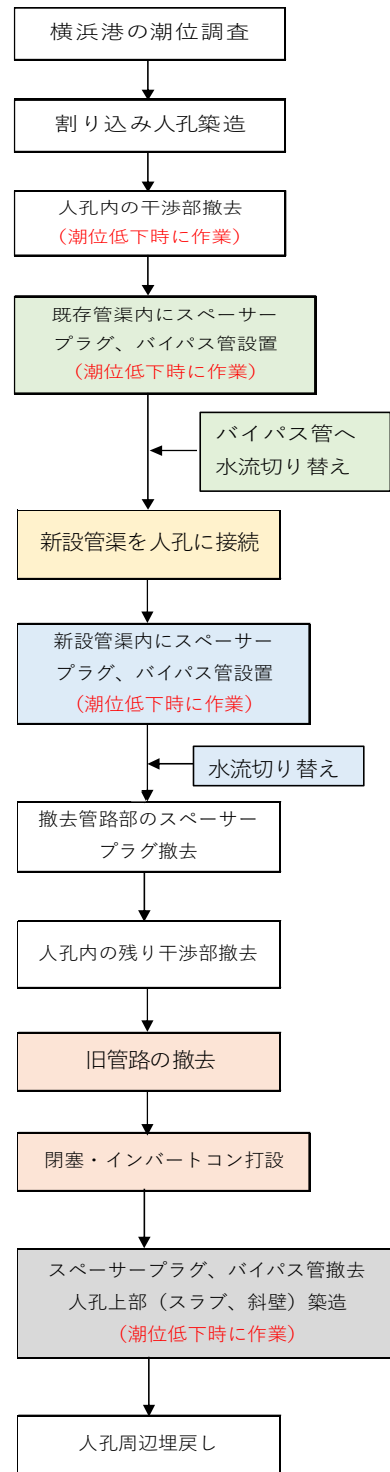 横浜港の潮位調査
割り込み人孔築造
人孔内の干渉部撤去
（潮位低下時に作業）
既存管渠内にスペーサー
プラグ、バイパス管設置
（潮位低下時に作業）
バイパス管へ
水流切り替え
新設管渠を人孔に接続
新設管渠内にスペーサー
プラグ、バイパス管設置
（潮位低下時に作業）
水流切り替え
撤去管路部のスペーサー
プラグ撤去
人孔内の残り干渉部撤去
旧管路の撤去
閉塞・インバートコン打設
スペーサープラグ、バイパス管撤去
人孔上部（スラブ、斜壁）築造
（潮位低下時に作業）
人孔周辺埋戻し